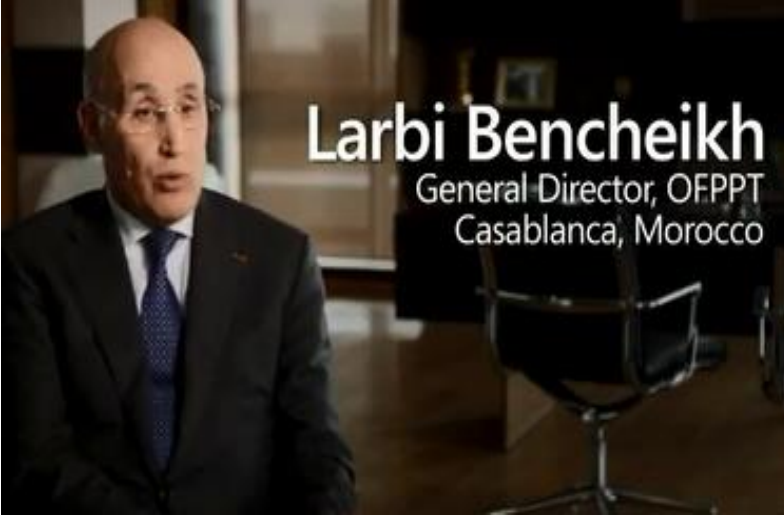 Larbi Bencheikh
General Director, OFPPT
Casablanca, Morocco